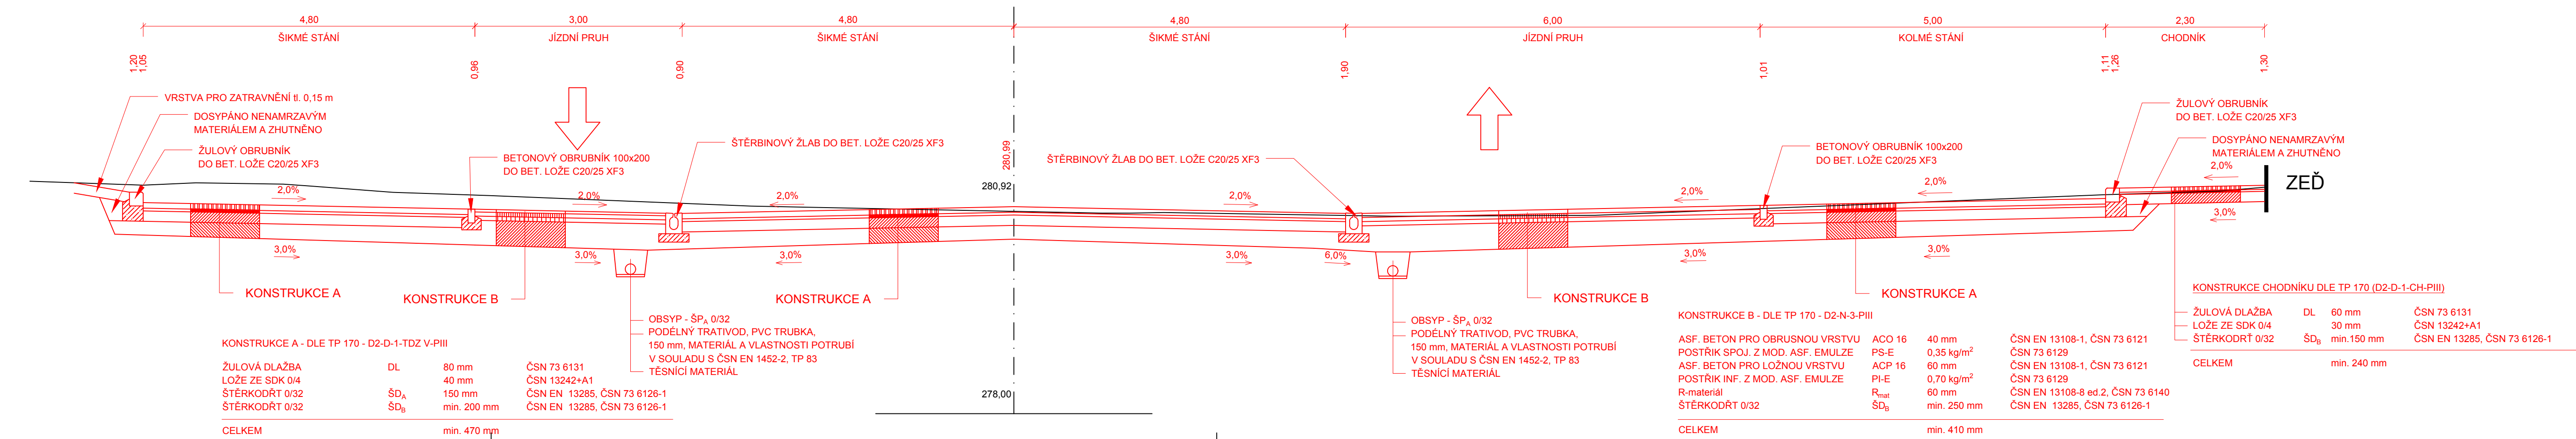 4,80
3,00
4,80
4,80
6,00
5,00
2,30
ŠIKMÉ STÁNÍ
JÍZDNÍ PRUH
ŠIKMÉ STÁNÍ
ŠIKMÉ STÁNÍ
JÍZDNÍ PRUH
KOLMÉ STÁNÍ
CHODNÍK
1,20
1,05
0,96
0,90
1,90
1,01
1,11
1,26
1,30
VRSTVA PRO ZATRAVNĚNÍ tl. 0,15 m
DOSYPÁNO NENAMRZAVÝM
MATERIÁLEM A ZHUTNĚNO
ŽULOVÝ OBRUBNÍK
DO BET. LOŽE C20/25 XF3
BETONOVÝ OBRUBNÍK 100x200
DO BET. LOŽE C20/25 XF3
ŠTĚRBINOVÝ ŽLAB DO BET. LOŽE C20/25 XF3
280,99
280,92
ŠTĚRBINOVÝ ŽLAB DO BET. LOŽE C20/25 XF3
BETONOVÝ OBRUBNÍK 100x200
DO BET. LOŽE C20/25 XF3
ŽULOVÝ OBRUBNÍK
DO BET. LOŽE C20/25 XF3
DOSYPÁNO NENAMRZAVÝM
MATERIÁLEM A ZHUTNĚNO
2,0%
ZEĎ
2,0%
2,0%
2,0%
2,0%
2,0%
2,0%
3,0%
3,0%
3,0%
3,0%
3,0%
6,0%
3,0%
3,0%
KONSTRUKCE A
KONSTRUKCE B
KONSTRUKCE A
KONSTRUKCE B
KONSTRUKCE A
OBSYP - ŠPA 0/32
PODÉLNÝ TRATIVOD, PVC TRUBKA,
150 mm, MATERIÁL A VLASTNOSTI POTRUBÍ
V SOULADU S ČSN EN 1452-2, TP 83
TĚSNÍCÍ MATERIÁL
278,00
OBSYP - ŠPA 0/32
PODÉLNÝ TRATIVOD, PVC TRUBKA,
150 mm, MATERIÁL A VLASTNOSTI POTRUBÍ
V SOULADU S ČSN EN 1452-2, TP 83
TĚSNÍCÍ MATERIÁL
KONSTRUKCE A - DLE TP 170 - D2-D-1-TDZ V-PIII
ŽULOVÁ DLAŽBA DL 80 mm ČSN 73 6131
LOŽE ZE SDK 0/4 40 mm ČSN 13242+A1
ŠTĚRKODŘT 0/32 ŠDA 150 mm ČSN EN 13285, ČSN 73 6126-1
ŠTĚRKODŘT 0/32 ŠDB min. 200 mm ČSN EN 13285, ČSN 73 6126-1
CELKEM min. 470 mm
KONSTRUKCE B - DLE TP 170 - D2-N-3-PIII
ASF. BETON PRO OBRUSNOU VRSTVU ACO 16 40 mm ČSN EN 13108-1, ČSN 73 6121
POSTŘIK SPOJ. Z MOD. ASF. EMULZE PS-E 0,35 kg/m² ČSN 73 6129
ASF. BETON PRO LOŽNOU VRSTVU ACP 16 60 mm ČSN EN 13108-1, ČSN 73 6121
POSTŘIK INF. Z MOD. ASF. EMULZE PI-E 0,70 kg/m² ČSN 73 6129
R-materiál Rmat 60 mm ČSN EN 13108-8 ed.2, ČSN 73 6140
ŠTĚRKODŘT 0/32 ŠDB min. 250 mm ČSN EN 13285, ČSN 73 6126-1
CELKEM min. 410 mm
KONSTRUKCE CHODNÍKU DLE TP 170 (D2-D-1-CH-PIII)
ŽULOVÁ DLAŽBA DL 60 mm ČSN 73 6131
LOŽE ZE SDK 0/4 30 mm ČSN 13242+A1
ŠTĚRKODRŤ 0/32 ŠDB min.150 mm ČSN EN 13285, ČSN 73 6126-1
CELKEM min. 240 mm